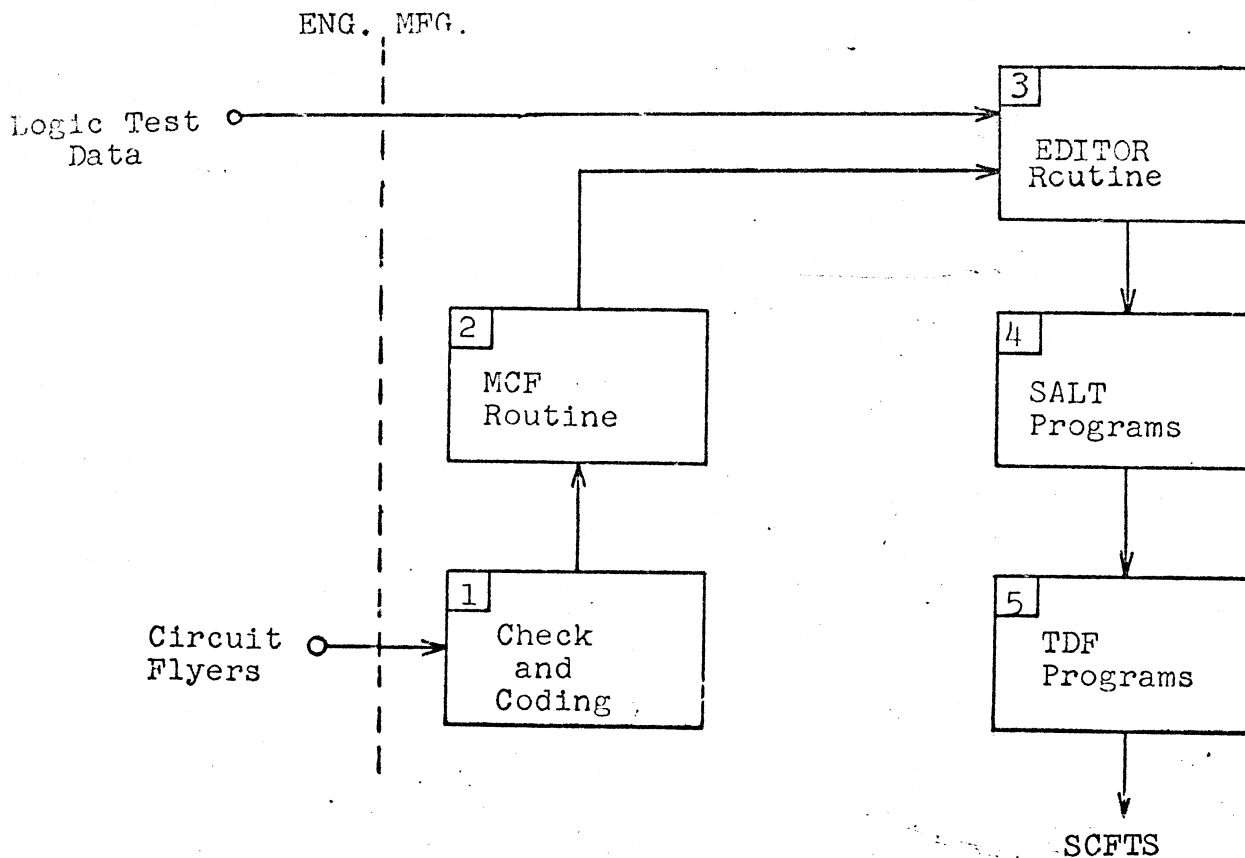 ENG. MFG.
Logic Test
Data
3
EDITOR
Routine
2
MCF
Routine
4
SALT
Programs
1
Check
and
Coding
Circuit
Flyers
5
TDF
Programs
SCFTS